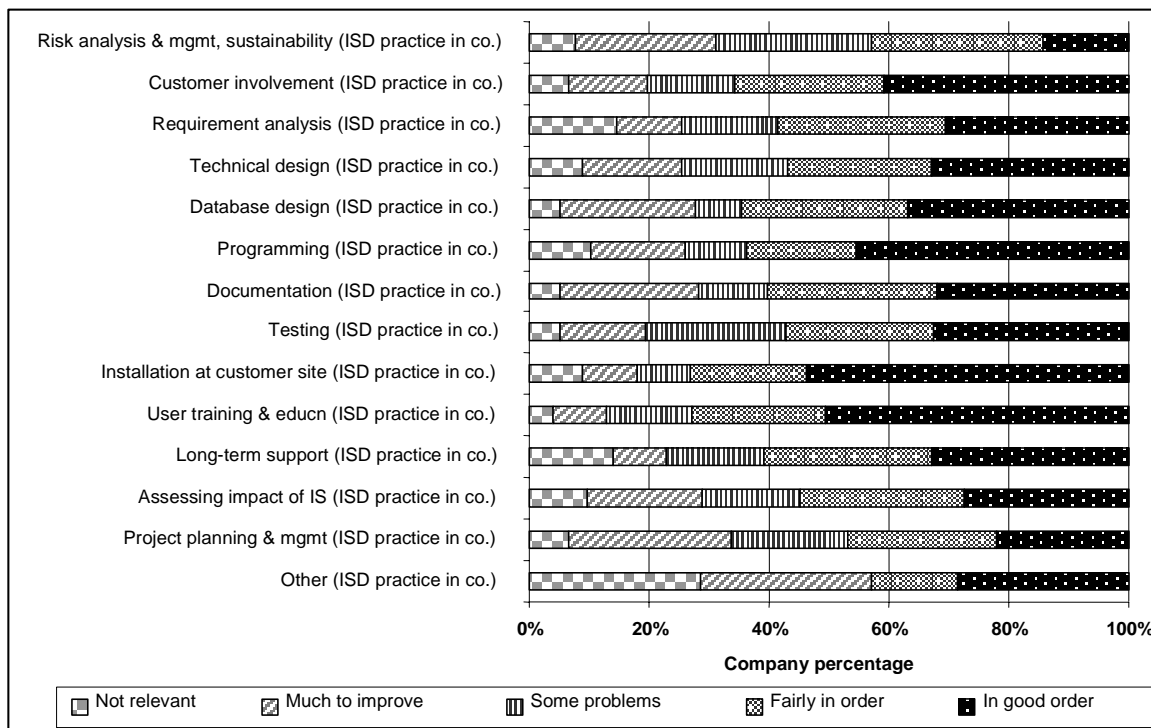 Risk analysis & mgmt, sustainability (ISD practice in co.)
Customer involvement (ISD practice in co.)
Requirement analysis (ISD practice in co.)
Technical design (ISD practice in co.)
Database design (ISD practice in co.)
Programming (ISD practice in co.)
Documentation (ISD practice in co.)
Testing (ISD practice in co.)
Installation at customer site (ISD practice in co.)
User training & educn (ISD practice in co.)
Long-term support (ISD practice in co.)
Assessing impact of IS (ISD practice in co.)
Project planning & mgmt (ISD practice in co.)
Other (ISD practice in co.)
0% 20% 40% 60% 80% 100%
Company percentage
Not relevant Much to improve Some problems Fairly in order In good order